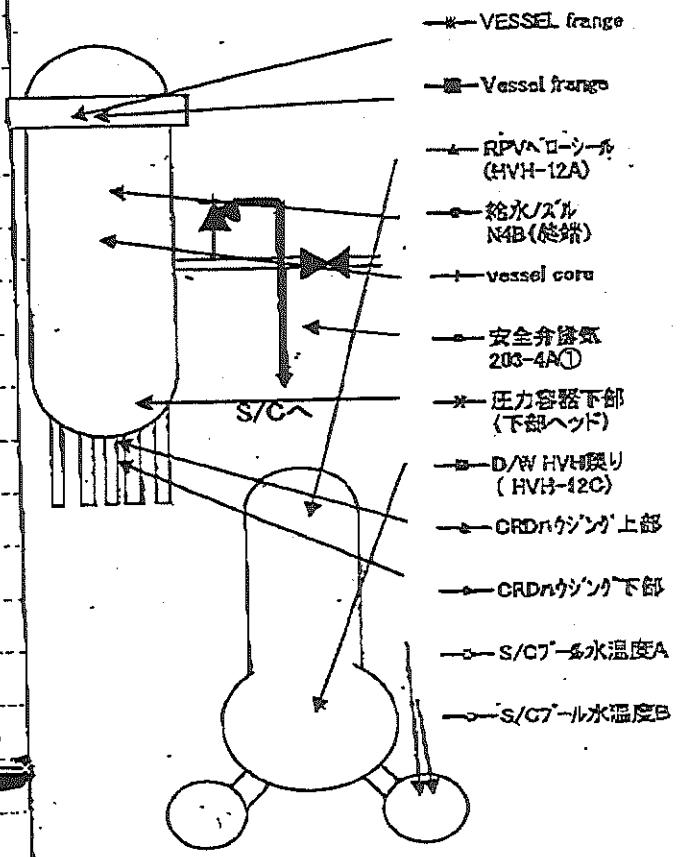 VESSEL frange
Vessel frange
RPVベローシール
(HVH-12A)
給水ノズル
N4B(終端)
vessel core
安全弁排気
203-4A①
圧力容器下部
(下部ヘッド)
D/W HVH戻り
( HVH-12C)
CRDハウジング上部
CRDハウジング下部
S/Cプール水温度A
S/Cプール水温度B
S/Cへ